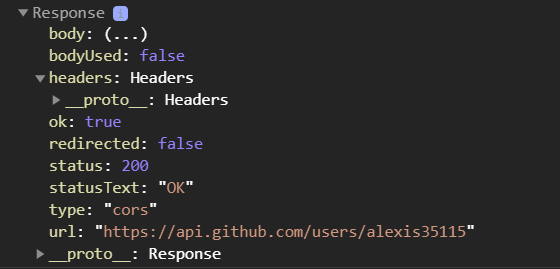 Response i
body: (...)
bodyUsed: false
headers: Headers
__proto__: Headers
ok: true
redirected: false
status: 200
statusText: "OK"
type: "cors"
url: "https://api.github.com/users/alexis35115"
__proto__: Response